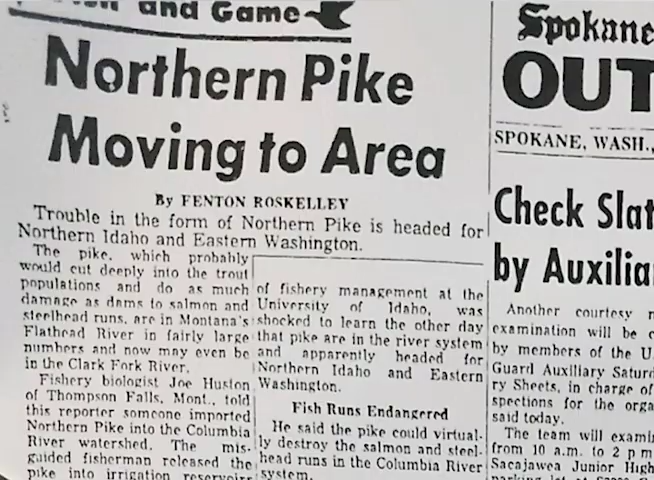 and Game
Northern Pike
Moving to Area
By FENTON ROSKELLEY
Trouble in the form of Northern Pike is headed for
Northern Idaho and Eastern Washington.
The pike, which probably
would cut deeply into the trout
populations and do as much
damage as dams to salmon and
steelhead runs, are in Montana's
Flathead River in fairly large
numbers and now may even be
in the Clark Fork River.
Fishery biologist Joe Huston
of Thompson Falls, Mont., told
this reporter someone imported
Northern Pike into the Columbia
River watershed. The mis-
guided fisherman released the
pike into irrigation reservoirs
of fishery management at the
University of Idaho, was
shocked to learn the other day
that pike are in the river system
and apparently headed for
Northern Idaho and Eastern
Washington.
Fish Runs Endangered
He said the pike could virtual-
ly destroy the salmon and steel-
head runs in the Columbia River
system.
Spokane
OUT
SPOKANE, WASH.,
Check Slat
by Auxilia
Another courtesy
examination will be
by members of the U.
Guard Auxiliary Satur
ry Sheets, in charge of
spections for the orga
said today.
The team will exami
from 10 a.m. to 2 p m
Sacajawea Junior High